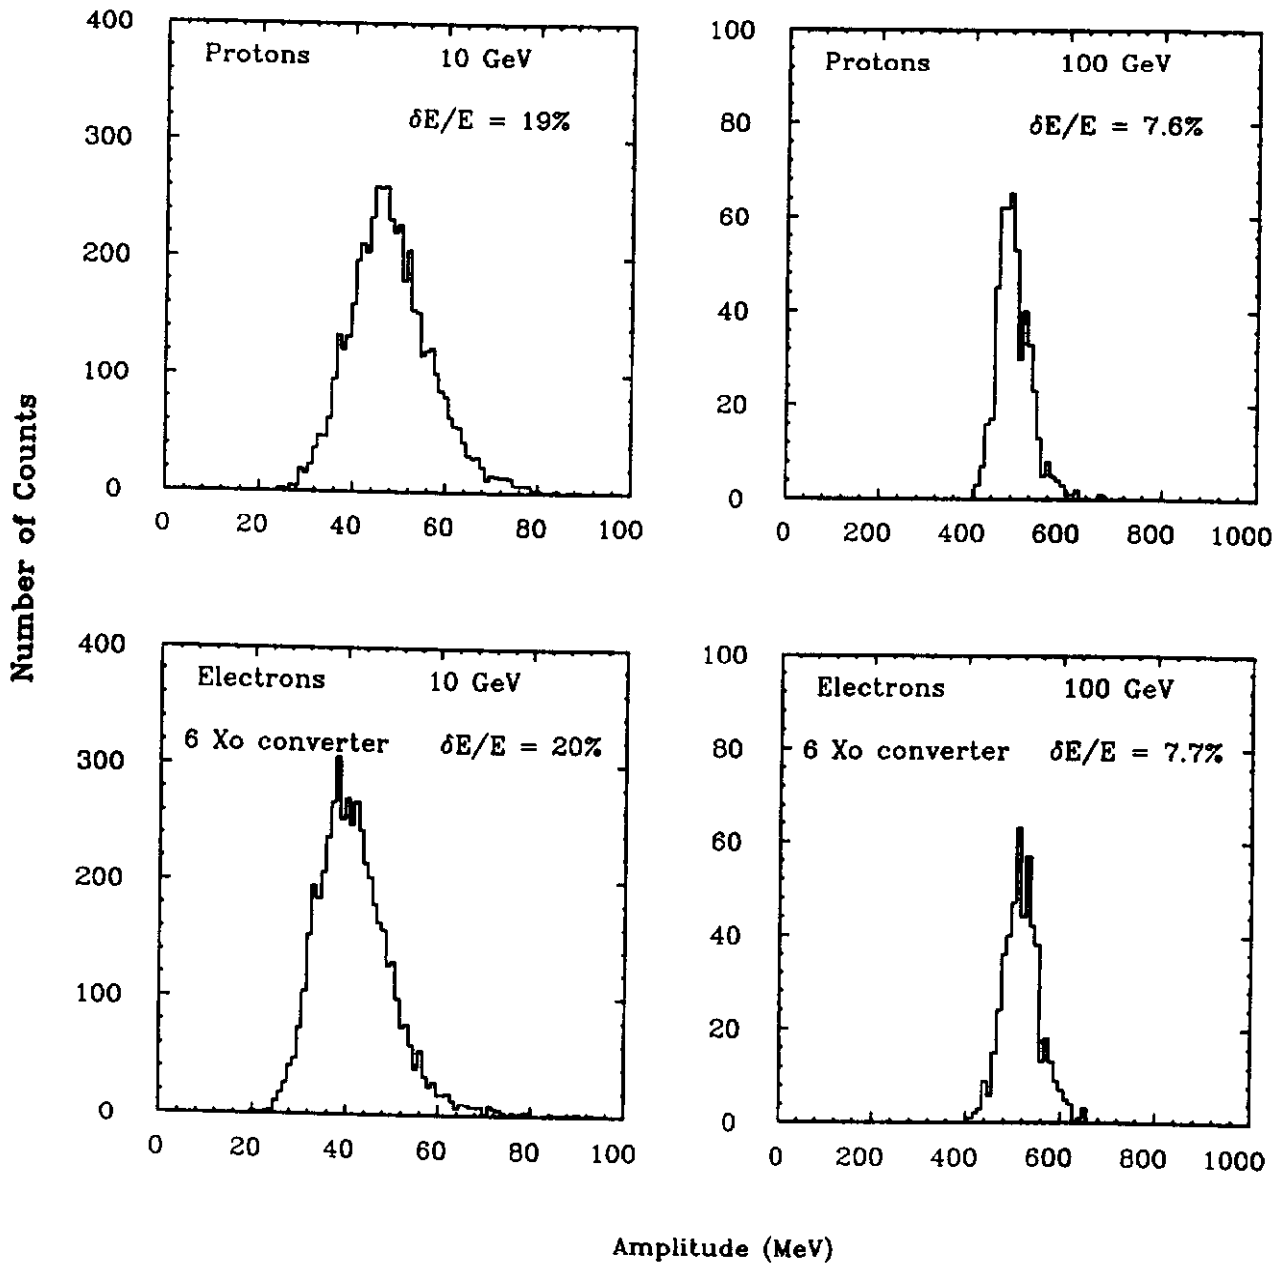 400
300
200
100
0
Protons 10 GeV
δE/E = 19%
0 20 40 60 80 100
100
80
60
40
20
0
Protons 100 GeV
δE/E = 7.6%
0 200 400 600 800 1000
Number of Counts
400
300
200
100
0
Electrons 10 GeV
6 Xo converter δE/E = 20%
0 20 40 60 80 100
100
80
60
40
20
0
Electrons 100 GeV
6 Xo converter δE/E = 7.7%
0 200 400 600 800 1000
Amplitude (MeV)